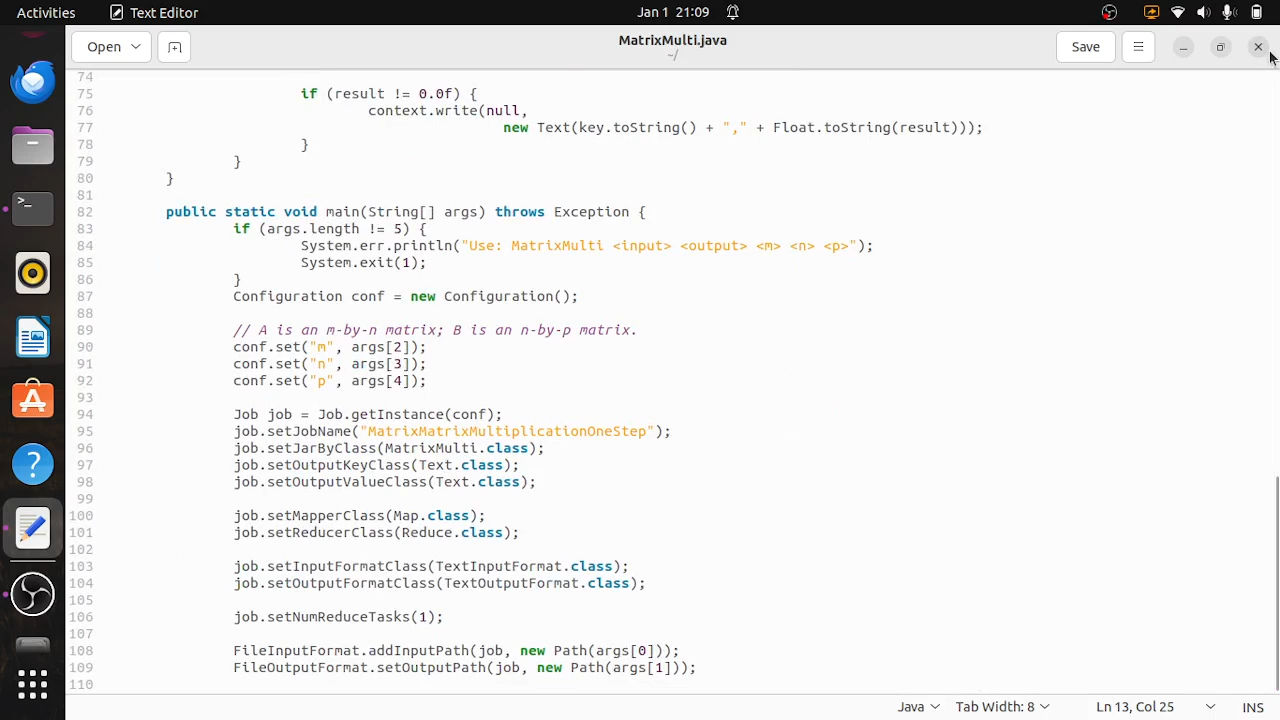 Activities Text Editor Jan 1 21:09
Open MatrixMulti.java Save
~/
74
75 if (result != 0.0f) {
76 context.write(null,
77 new Text(key.toString() + "," + Float.toString(result)));
78 }
79 }
80 }
81
82 public static void main(String[] args) throws Exception {
83 if (args.length != 5) {
84 System.err.println("Use: MatrixMulti <input> <output> <m> <n> <p>");
85 System.exit(1);
86 }
87 Configuration conf = new Configuration();
88
89 // A is an m-by-n matrix; B is an n-by-p matrix.
90 conf.set("m", args[2]);
91 conf.set("n", args[3]);
92 conf.set("p", args[4]);
93
94 Job job = Job.getInstance(conf);
95 job.setJobName("MatrixMatrixMultiplicationOneStep");
96 job.setJarByClass(MatrixMulti.class);
97 job.setOutputKeyClass(Text.class);
98 job.setOutputValueClass(Text.class);
99
100 job.setMapperClass(Map.class);
101 job.setReducerClass(Reduce.class);
102
103 job.setInputFormatClass(TextInputFormat.class);
104 job.setOutputFormatClass(TextOutputFormat.class);
105
106 job.setNumReduceTasks(1);
107
108 FileInputFormat.addInputPath(job, new Path(args[0]));
109 FileOutputFormat.setOutputPath(job, new Path(args[1]));
110
Java Tab Width: 8 Ln 13, Col 25 INS